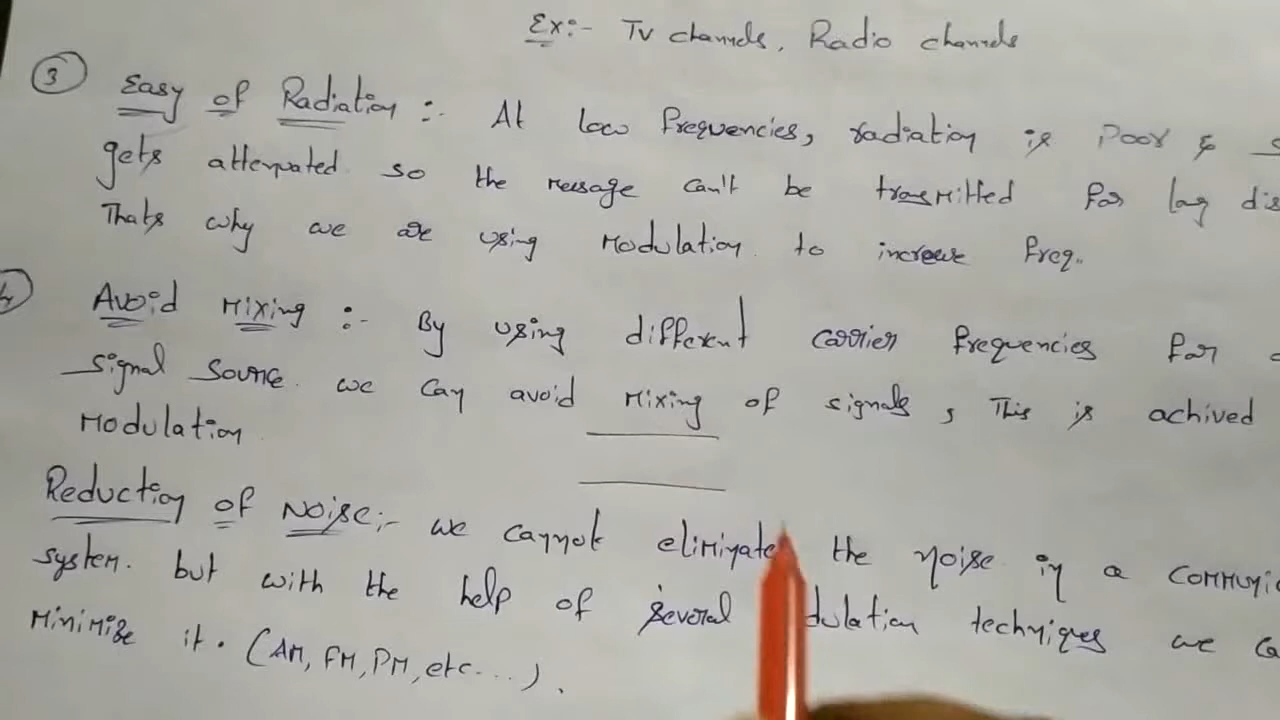 Ex:- Tv channels, Radio channels
③ Easy of Radiation :- At low frequencies, radiation is Poor &
gets attenuated so the message can't be transmitted for long dis
Thats why we are using Modulation to increase freq.
Avoid Mixing :- By using different carrier frequencies for
signal source. we can avoid Mixing of signals, This is achived
Modulation
Reduction of Noise:- we cannot eliminate the noise in a communic
system. but with the help of several dulation techniques we ca
Minimize it. (AM, FM, PM, etc....).